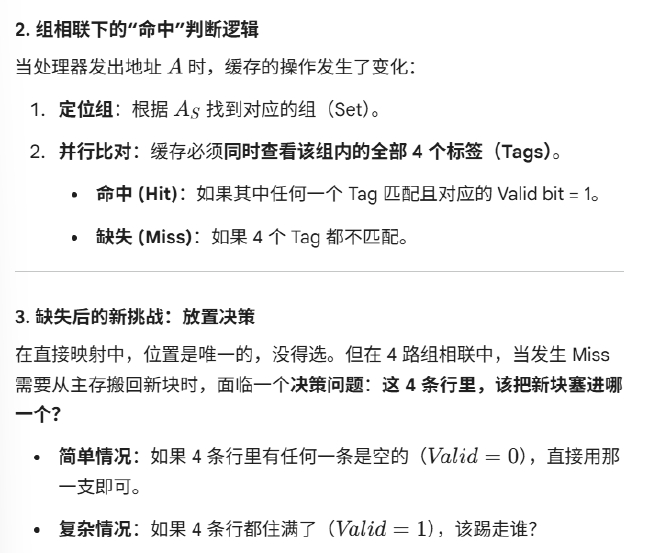 2. 组相联下的“命中”判断逻辑
当处理器发出地址 A 时，缓存的操作发生了变化：
1. 定位组：根据 A_S 找到对应的组（Set）。
2. 并行比对：缓存必须同时查看该组内的全部 4 个标签（Tags）。
• 命中 (Hit)：如果其中任何一个 Tag 匹配且对应的 Valid bit = 1。
• 缺失 (Miss)：如果 4 个 Tag 都不匹配。
3. 缺失后的新挑战：放置决策
在直接映射中，位置是唯一的，没得选。但在 4 路组相联中，当发生 Miss
需要从主存搬回新块时，面临一个决策问题：这 4 条行里，该把新块塞进哪
一个？
• 简单情况：如果 4 条行里有任何一条是空的（Valid = 0），直接用那
一支即可。
• 复杂情况：如果 4 条行都住满了（Valid = 1），该踢走谁？